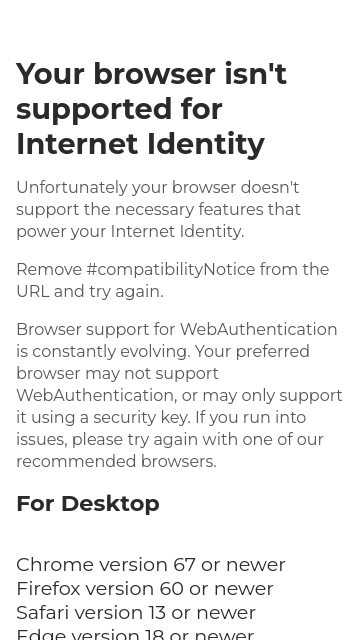 Your browser isn't
supported for
Internet Identity
Unfortunately your browser doesn't
support the necessary features that
power your Internet Identity.
Remove #compatibilityNotice from the
URL and try again.
Browser support for WebAuthentication
is constantly evolving. Your preferred
browser may not support
WebAuthentication, or may only support
it using a security key. If you run into
issues, please try again with one of our
recommended browsers.
For Desktop
Chrome version 67 or newer
Firefox version 60 or newer
Safari version 13 or newer
Edge version 18 or newer